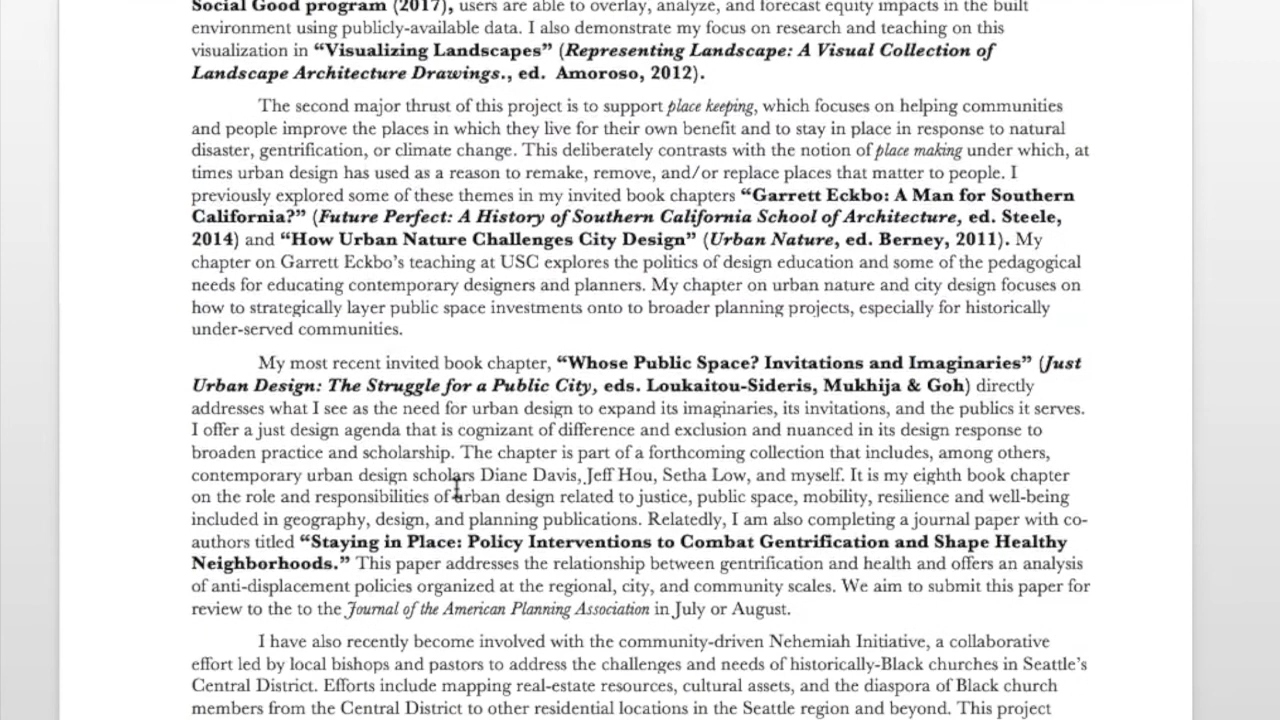 Social Good program (2017), users are able to overlay, analyze, and forecast equity impacts in the built
environment using publicly-available data. I also demonstrate my focus on research and teaching on this
visualization in “Visualizing Landscapes” (Representing Landscape: A Visual Collection of
Landscape Architecture Drawings., ed. Amoroso, 2012).
The second major thrust of this project is to support place keeping, which focuses on helping communities
and people improve the places in which they live for their own benefit and to stay in place in response to natural
disaster, gentrification, or climate change. This deliberately contrasts with the notion of place making under which, at
times urban design has used as a reason to remake, remove, and/or replace places that matter to people. I
previously explored some of these themes in my invited book chapters “Garrett Eckbo: A Man for Southern
California?” (Future Perfect: A History of Southern California School of Architecture, ed. Steele,
2014) and “How Urban Nature Challenges City Design” (Urban Nature, ed. Berney, 2011). My
chapter on Garrett Eckbo’s teaching at USC explores the politics of design education and some of the pedagogical
needs for educating contemporary designers and planners. My chapter on urban nature and city design focuses on
how to strategically layer public space investments onto to broader planning projects, especially for historically
under-served communities.
My most recent invited book chapter, “Whose Public Space? Invitations and Imaginaries” (Just
Urban Design: The Struggle for a Public City, eds. Loukaitou-Sideris, Mukhija & Goh) directly
addresses what I see as the need for urban design to expand its imaginaries, its invitations, and the publics it serves.
I offer a just design agenda that is cognizant of difference and exclusion and nuanced in its design response to
broaden practice and scholarship. The chapter is part of a forthcoming collection that includes, among others,
contemporary urban design scholars Diane Davis, Jeff Hou, Setha Low, and myself. It is my eighth book chapter
on the role and responsibilities of urban design related to justice, public space, mobility, resilience and well-being
included in geography, design, and planning publications. Relatedly, I am also completing a journal paper with co-
authors titled “Staying in Place: Policy Interventions to Combat Gentrification and Shape Healthy
Neighborhoods.” This paper addresses the relationship between gentrification and health and offers an analysis
of anti-displacement policies organized at the regional, city, and community scales. We aim to submit this paper for
review to the to the Journal of the American Planning Association in July or August.
I have also recently become involved with the community-driven Nehemiah Initiative, a collaborative
effort led by local bishops and pastors to address the challenges and needs of historically-Black churches in Seattle’s
Central District. Efforts include mapping real-estate resources, cultural assets, and the diaspora of Black church
members from the Central District to other residential locations in the Seattle region and beyond. This project